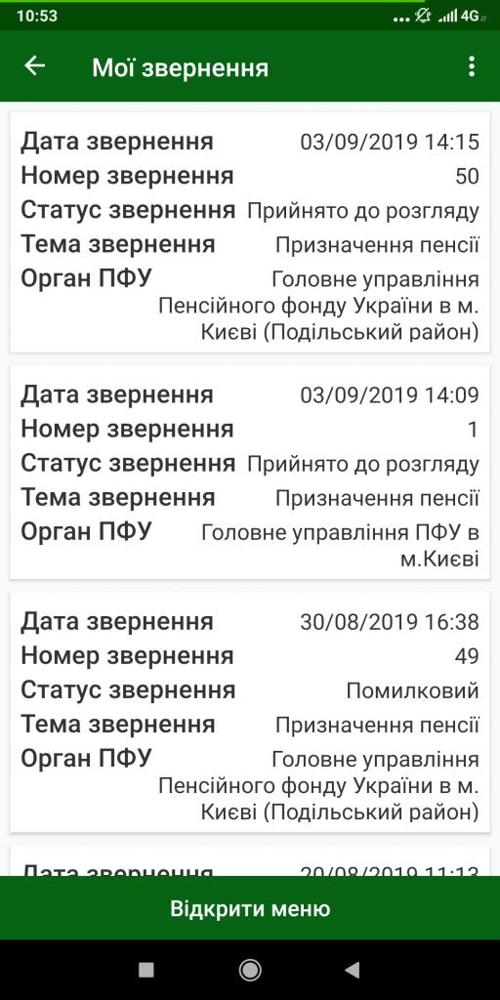 10:53
4G
Мої звернення
Дата звернення 03/09/2019 14:15
Номер звернення 50
Статус звернення Прийнято до розгляду
Тема звернення Призначення пенсії
Орган ПФУ Головне управління
Пенсійного фонду України в м.
Києві (Подільський район)
Дата звернення 03/09/2019 14:09
Номер звернення 1
Статус звернення Прийнято до розгляду
Тема звернення Призначення пенсії
Орган ПФУ Головне управління ПФУ в
м.Києві
Дата звернення 30/08/2019 16:38
Номер звернення 49
Статус звернення Помилковий
Тема звернення Призначення пенсії
Орган ПФУ Головне управління
Пенсійного фонду України в м.
Києві (Подільський район)
Дата звернення 20/08/2019 11:13
Відкрити меню